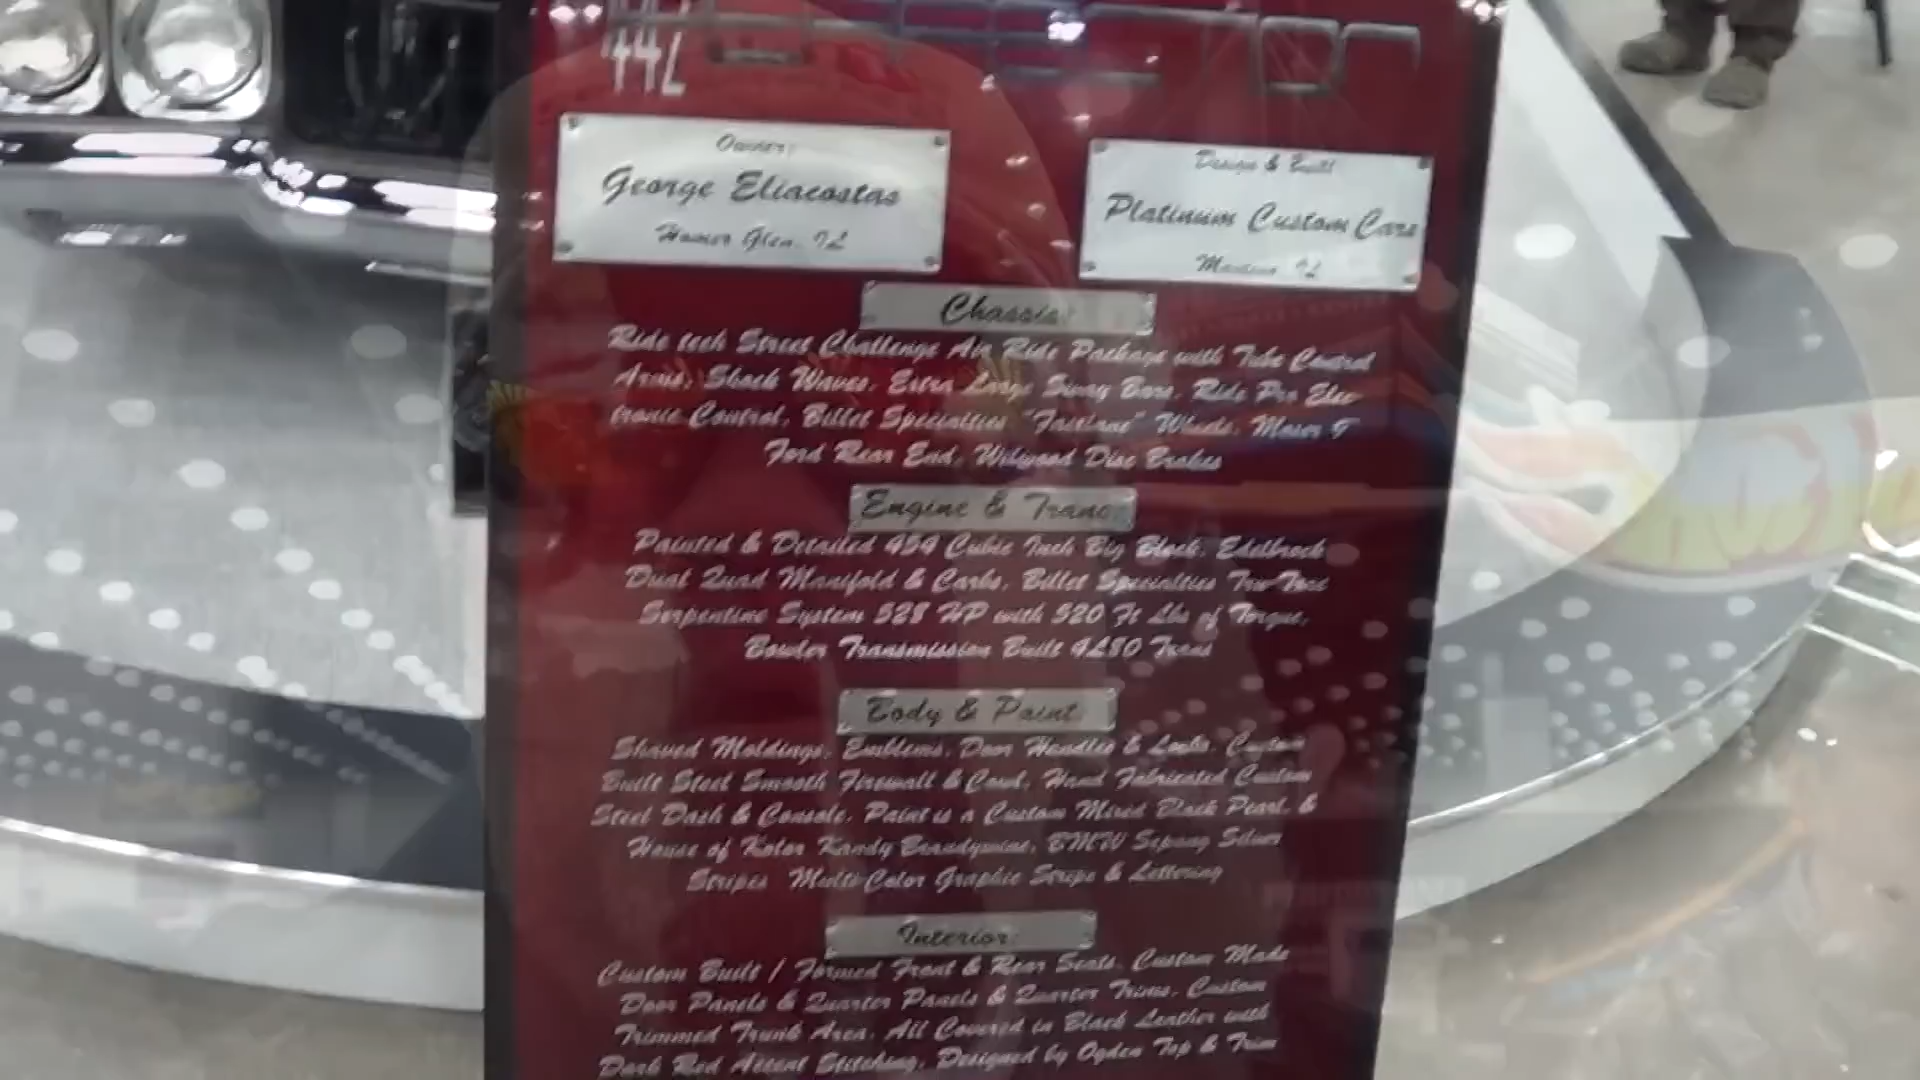 442
Owner:
George Eliacostas
Homer Glen, IL
Design & Built
Platinum Custom Cars
IL
Chassis:
Ride tech Street Challenge Air Ride Package with Tube Control
Arms, Shock Waves, Extra Large Sway Bars, Ride Pro Elec-
tronic Control, Billet Specialties "Fastlane" Wheels, Moser 9"
Ford Rear End, Wilwood Disc Brakes
Engine & Trans:
Painted & Detailed 454 Cubic Inch Big Block, Edelbrock
Dual Quad Manifold & Carbs, Billet Specialties Tru-Trac
Serpentine System 528 HP with 520 Ft Lbs of Torque,
Bowler Transmission Built 4L80 Trans
Body & Paint:
Shaved Moldings, Emblems, Door Handles & Locks, Custom
Built Steel Smooth Firewall & Cowl, Hand Fabricated Custom
Steel Dash & Console, Paint is a Custom Mixed Black Pearl, &
House of Kolor Kandy Brandywine, BMW Sepang Silver
Stripes Multi-Color Graphic Stripe & Lettering
Interior:
Custom Built / Formed Front & Rear Seats, Custom Made
Door Panels & Quarter Panels & Quarter Trims, Custom
Trimmed Trunk Area, All Covered in Black Leather with
Dark Red Accent Stitching, Designed by Ogden Top & Trim